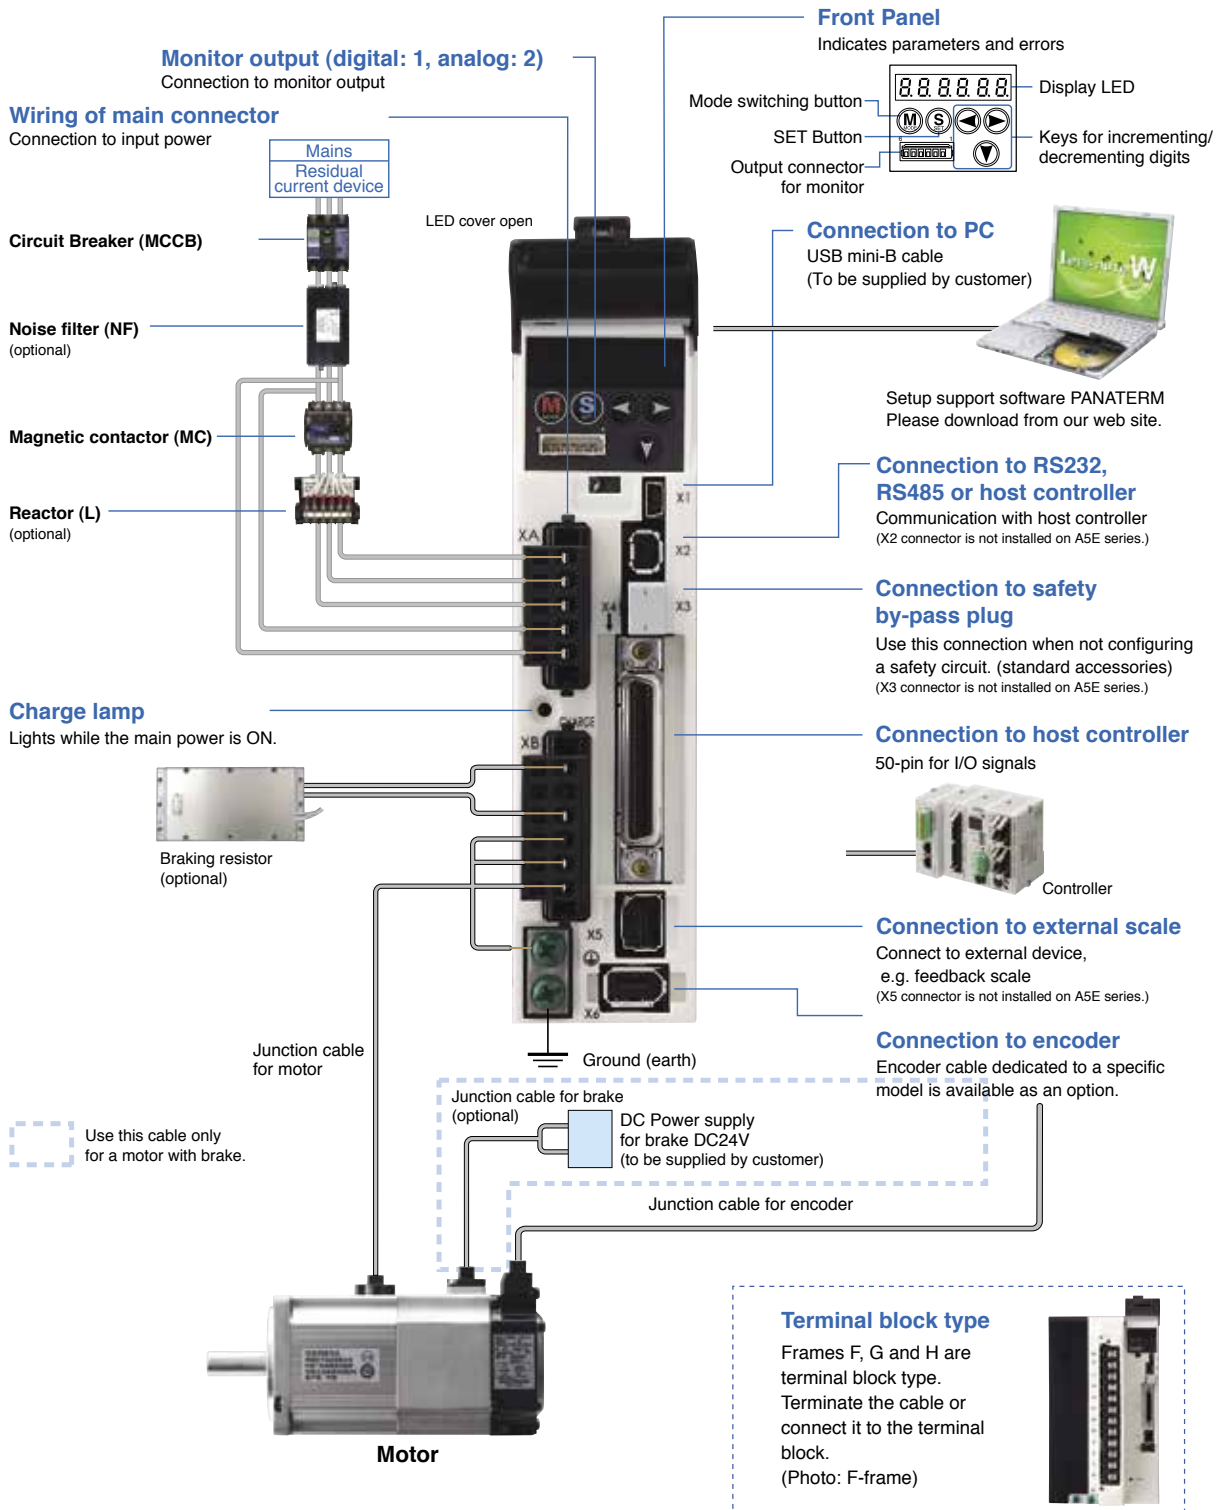 Front Panel
Indicates parameters and errors
Monitor output (digital: 1, analog: 2)
Connection to monitor output
Display LED
Mode switching button
M
MODE
S
SET
SET Button
Keys for incrementing/
decrementing digits
6
1
Output connector
for monitor
Wiring of main connector
Connection to input power
Mains
Residual
current device
LED cover open
Circuit Breaker (MCCB)
Connection to PC
USB mini-B cable
(To be supplied by customer)
W
Noise filter (NF)
(optional)
Setup support software PANATERM
Please download from our web site.
M
S
Magnetic contactor (MC)
Connection to RS232,
RS485 or host controller
Communication with host controller
(X2 connector is not installed on A5E series.)
X1
Reactor (L)
(optional)
XA
X2
Connection to safety
by-pass plug
Use this connection when not configuring
a safety circuit. (standard accessories)
(X3 connector is not installed on A5E series.)
X3
X4
Charge lamp
Lights while the main power is ON.
CHARGE
XB
Connection to host controller
50-pin for I/O signals
Braking resistor
(optional)
Controller
Connection to external scale
Connect to external device,
e.g. feedback scale
(X5 connector is not installed on A5E series.)
X5
X6
Connection to encoder
Encoder cable dedicated to a specific
model is available as an option.
Junction cable
for motor
Ground (earth)
Junction cable for brake
(optional)
DC Power supply
for brake DC24V
(to be supplied by customer)
Use this cable only
for a motor with brake.
Junction cable for encoder
Motor
Terminal block type
Frames F, G and H are
terminal block type.
Terminate the cable or
connect it to the terminal
block.
(Photo: F-frame)